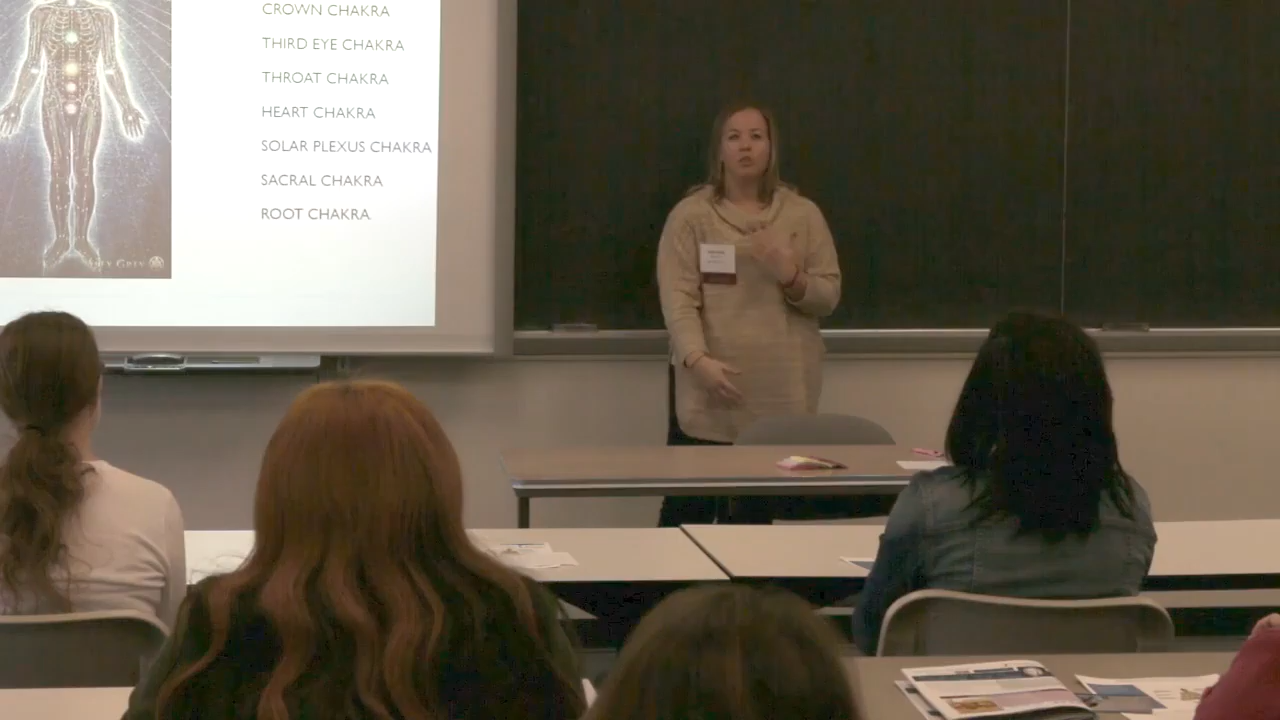 CROWN CHAKRA
THIRD EYE CHAKRA
THROAT CHAKRA
HEART CHAKRA
SOLAR PLEXUS CHAKRA
SACRAL CHAKRA
ROOT CHAKRA